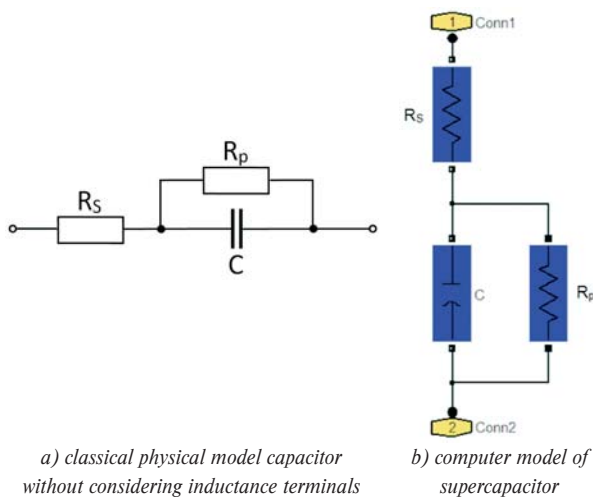 Rp
RS
C
a) classical physical model capacitor
without considering inductance terminals
1 Conn1
RS
C
Rp
2 Conn2
b) computer model of
supercapacitor